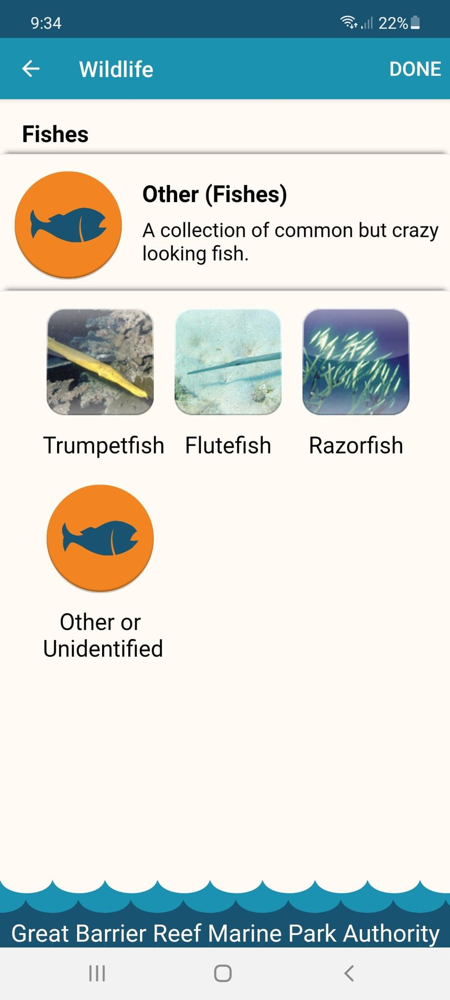 9:34
22%
Wildlife
DONE
Fishes
Other (Fishes)
A collection of common but crazy
looking fish.
Trumpetfish
Flutefish
Razorfish
Other or
Unidentified
Great Barrier Reef Marine Park Authority